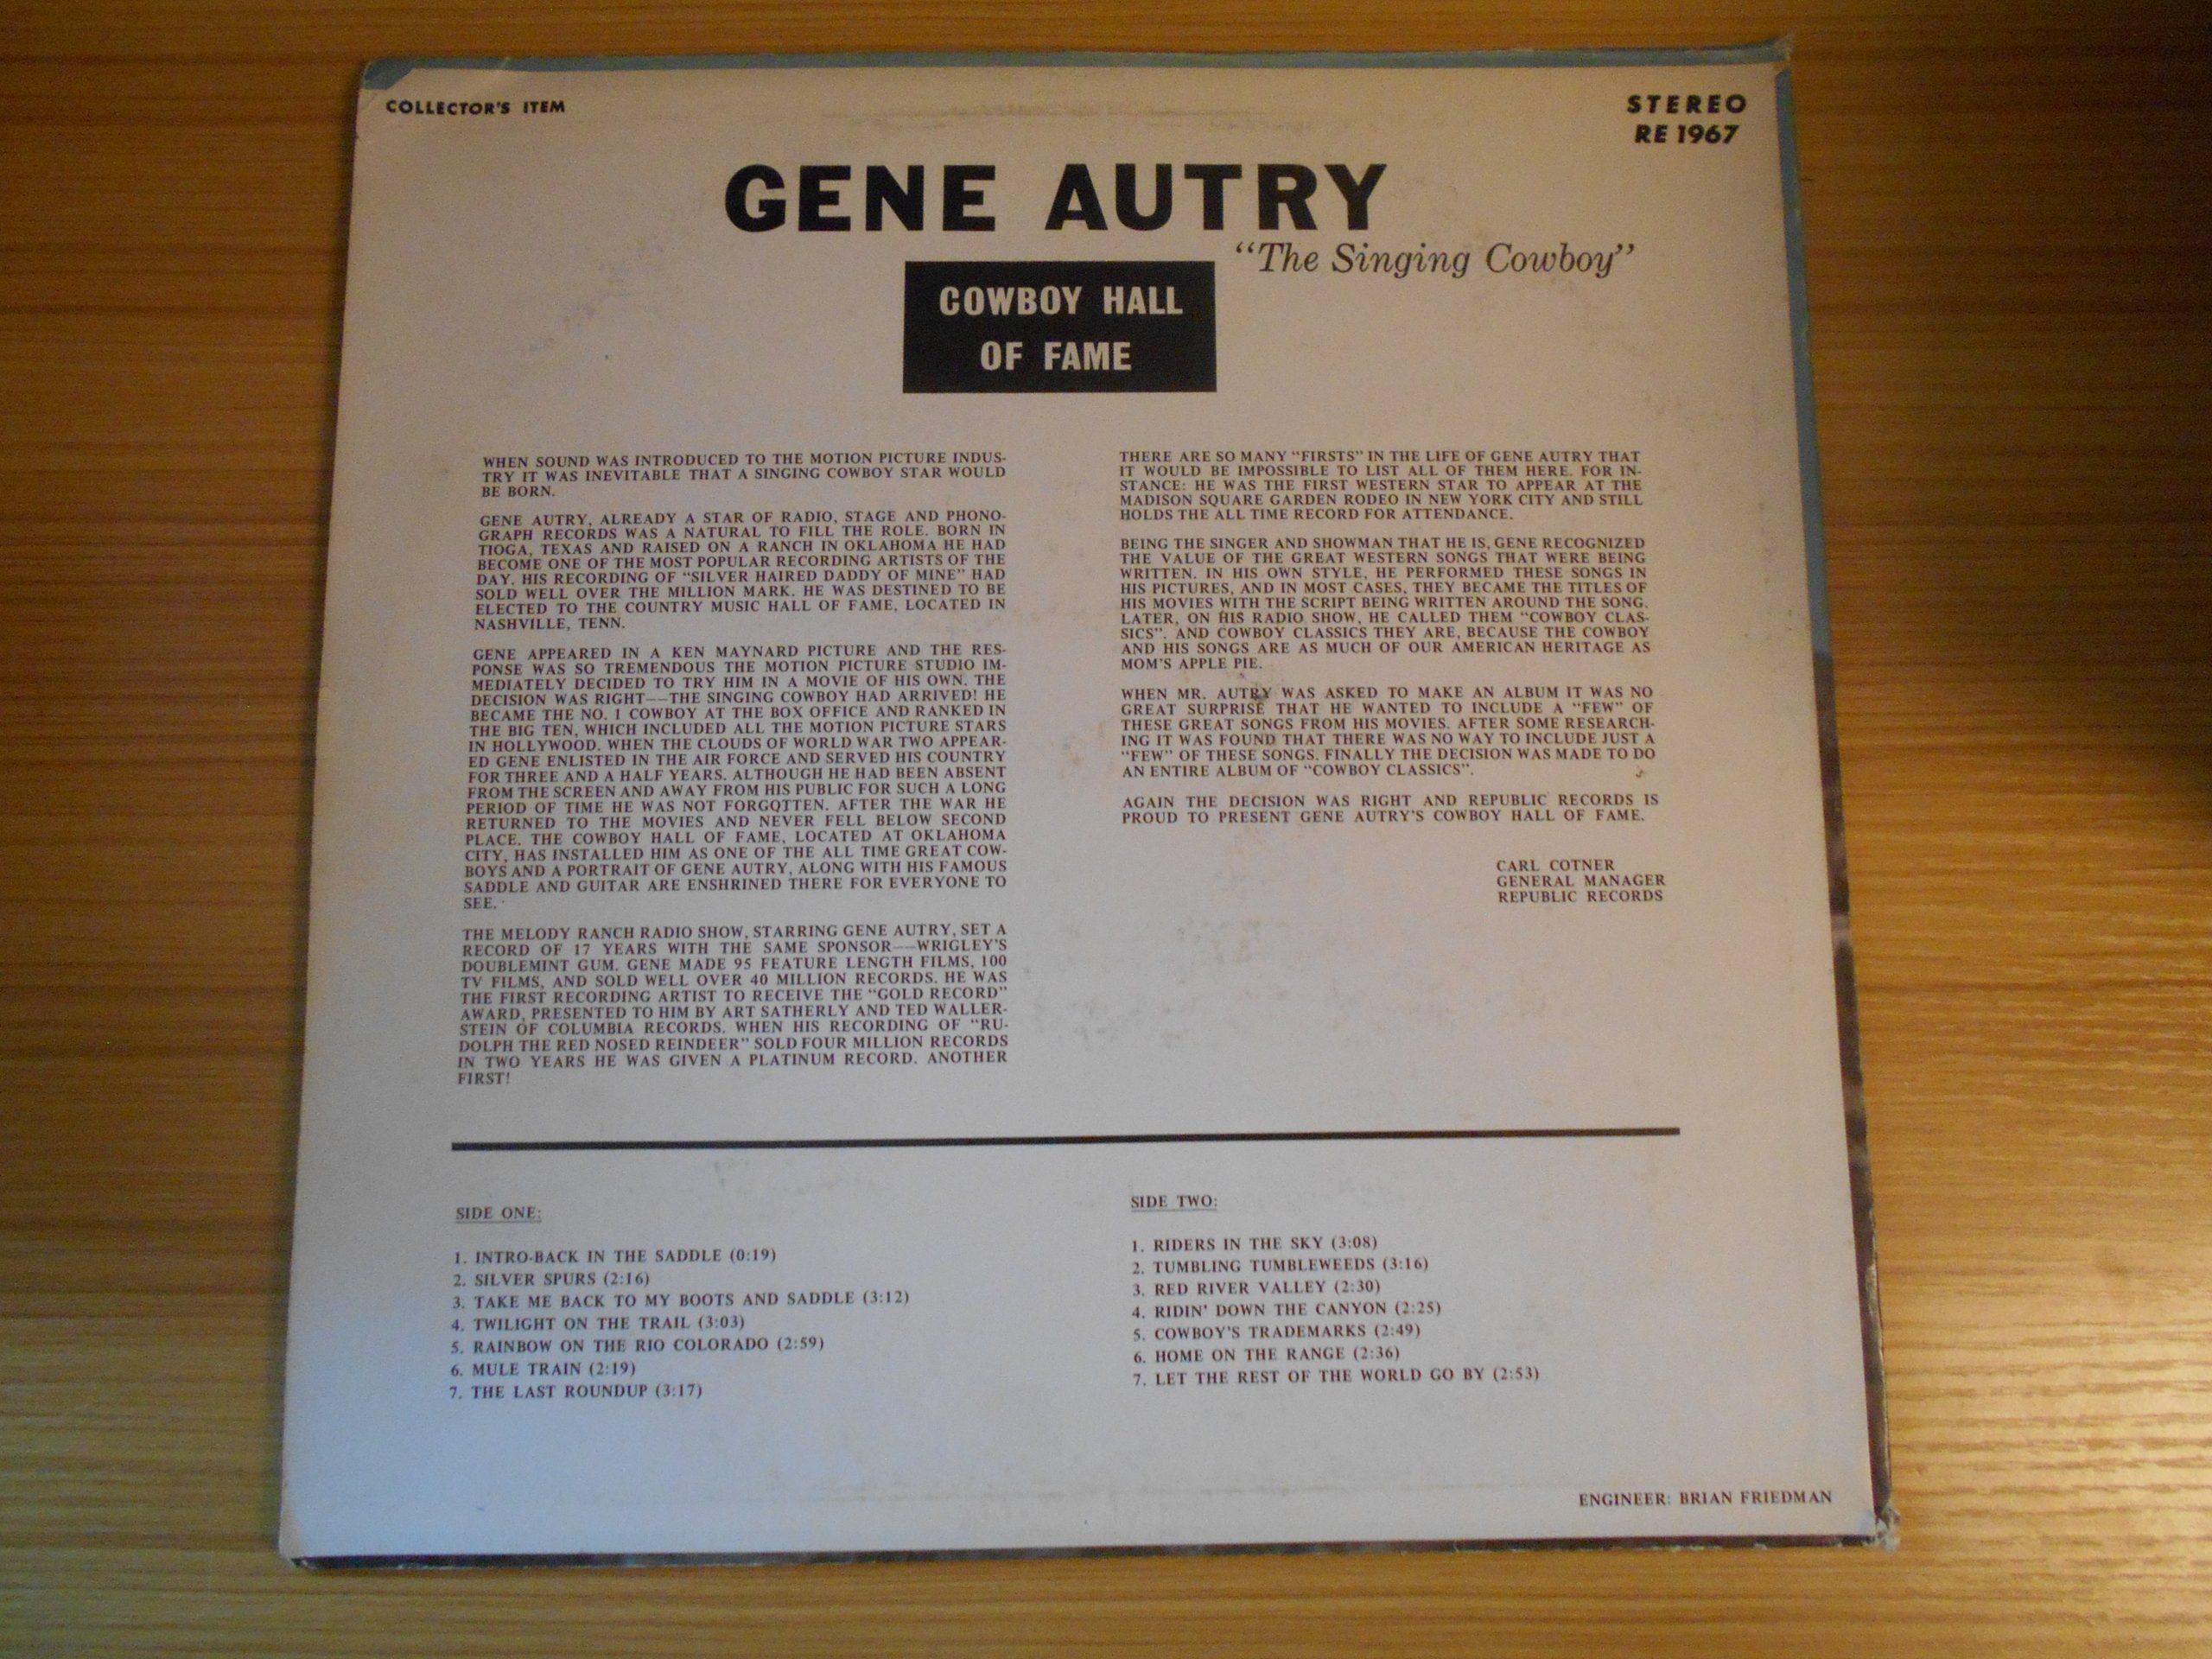 COLLECTOR'S ITEM
STEREO
RE 1967
GENE AUTRY
"The Singing Cowboy"
COWBOY HALL
OF FAME
WHEN SOUND WAS INTRODUCED TO THE MOTION PICTURE INDUS-
TRY IT WAS INEVITABLE THAT A SINGING COWBOY STAR WOULD
BE BORN.
GENE AUTRY, ALREADY A STAR OF RADIO, STAGE AND PHONO-
GRAPH RECORDS WAS A NATURAL TO FILL THE ROLE. BORN IN
TIOGA, TEXAS AND RAISED ON A RANCH IN OKLAHOMA HE HAD
BECOME ONE OF THE MOST POPULAR RECORDING ARTISTS OF THE
DAY. HIS RECORDING OF "SILVER HAIRED DADDY OF MINE" HAD
SOLD WELL OVER THE MILLION MARK. HE WAS DESTINED TO BE
ELECTED TO THE COUNTRY MUSIC HALL OF FAME, LOCATED IN
NASHVILLE, TENN.
GENE APPEARED IN A KEN MAYNARD PICTURE AND THE RES-
PONSE WAS SO TREMENDOUS THE MOTION PICTURE STUDIO IM-
MEDIATELY DECIDED TO TRY HIM IN A MOVIE OF HIS OWN. THE
DECISION WAS RIGHT—THE SINGING COWBOY HAD ARRIVED! HE
BECAME THE NO. 1 COWBOY AT THE BOX OFFICE AND RANKED IN
THE BIG TEN, WHICH INCLUDED ALL THE MOTION PICTURE STARS
IN HOLLYWOOD. WHEN THE CLOUDS OF WORLD WAR TWO APPEAR-
ED GENE ENLISTED IN THE AIR FORCE AND SERVED HIS COUNTRY
FOR THREE AND A HALF YEARS. ALTHOUGH HE HAD BEEN ABSENT
FROM THE SCREEN AND AWAY FROM HIS PUBLIC FOR SUCH A LONG
PERIOD OF TIME HE WAS NOT FORGOTTEN. AFTER THE WAR HE
RETURNED TO THE MOVIES AND NEVER FELL BELOW SECOND
PLACE. THE COWBOY HALL OF FAME, LOCATED AT OKLAHOMA
CITY, HAS INSTALLED HIM AS ONE OF THE ALL TIME GREAT COW-
BOYS AND A PORTRAIT OF GENE AUTRY, ALONG WITH HIS FAMOUS
SADDLE AND GUITAR ARE ENSHRINED THERE FOR EVERYONE TO
SEE.
THE MELODY RANCH RADIO SHOW, STARRING GENE AUTRY, SET A
RECORD OF 17 YEARS WITH THE SAME SPONSOR—WRIGLEY'S
DOUBLEMINT GUM. GENE MADE 95 FEATURE LENGTH FILMS, 100
TV FILMS, AND SOLD WELL OVER 40 MILLION RECORDS. HE WAS
THE FIRST RECORDING ARTIST TO RECEIVE THE "GOLD RECORD"
AWARD, PRESENTED TO HIM BY ART SATHERLY AND TED WALLER-
STEIN OF COLUMBIA RECORDS. WHEN HIS RECORDING OF "RU-
DOLPH THE RED NOSED REINDEER" SOLD FOUR MILLION RECORDS
IN TWO YEARS HE WAS GIVEN A PLATINUM RECORD. ANOTHER
FIRST!
THERE ARE SO MANY "FIRSTS" IN THE LIFE OF GENE AUTRY THAT
IT WOULD BE IMPOSSIBLE TO LIST ALL OF THEM HERE. FOR IN-
STANCE: HE WAS THE FIRST WESTERN STAR TO APPEAR AT THE
MADISON SQUARE GARDEN RODEO IN NEW YORK CITY AND STILL
HOLDS THE ALL TIME RECORD FOR ATTENDANCE.
BEING THE SINGER AND SHOWMAN THAT HE IS, GENE RECOGNIZED
THE VALUE OF THE GREAT WESTERN SONGS THAT WERE BEING
WRITTEN. IN HIS OWN STYLE, HE PERFORMED THESE SONGS IN
HIS PICTURES, AND IN MOST CASES, THEY BECAME THE TITLES OF
HIS MOVIES WITH THE SCRIPT BEING WRITTEN AROUND THE SONG.
LATER, ON HIS RADIO SHOW, HE CALLED THEM "COWBOY CLAS-
SICS". AND COWBOY CLASSICS THEY ARE, BECAUSE THE COWBOY
AND HIS SONGS ARE AS MUCH OF OUR AMERICAN HERITAGE AS
MOM'S APPLE PIE.
WHEN MR. AUTRY WAS ASKED TO MAKE AN ALBUM IT WAS NO
GREAT SURPRISE THAT HE WANTED TO INCLUDE A "FEW" OF
THESE GREAT SONGS FROM HIS MOVIES. AFTER SOME RESEARCH-
ING IT WAS FOUND THAT THERE WAS NO WAY TO INCLUDE JUST A
"FEW" OF THESE SONGS. FINALLY THE DECISION WAS MADE TO DO
AN ENTIRE ALBUM OF "COWBOY CLASSICS".
AGAIN THE DECISION WAS RIGHT AND REPUBLIC RECORDS IS
PROUD TO PRESENT GENE AUTRY'S COWBOY HALL OF FAME.
CARL COTNER
GENERAL MANAGER
REPUBLIC RECORDS
SIDE ONE:
1. INTRO-BACK IN THE SADDLE (0:19)
2. SILVER SPURS (2:16)
3. TAKE ME BACK TO MY BOOTS AND SADDLE (3:12)
4. TWILIGHT ON THE TRAIL (3:03)
5. RAINBOW ON THE RIO COLORADO (2:59)
6. MULE TRAIN (2:19)
7. THE LAST ROUNDUP (3:17)
SIDE TWO:
1. RIDERS IN THE SKY (3:08)
2. TUMBLING TUMBLEWEEDS (3:16)
3. RED RIVER VALLEY (2:30)
4. RIDIN' DOWN THE CANYON (2:25)
5. COWBOY'S TRADEMARKS (2:49)
6. HOME ON THE RANGE (2:36)
7. LET THE REST OF THE WORLD GO BY (2:53)
ENGINEER: BRIAN FRIEDMAN